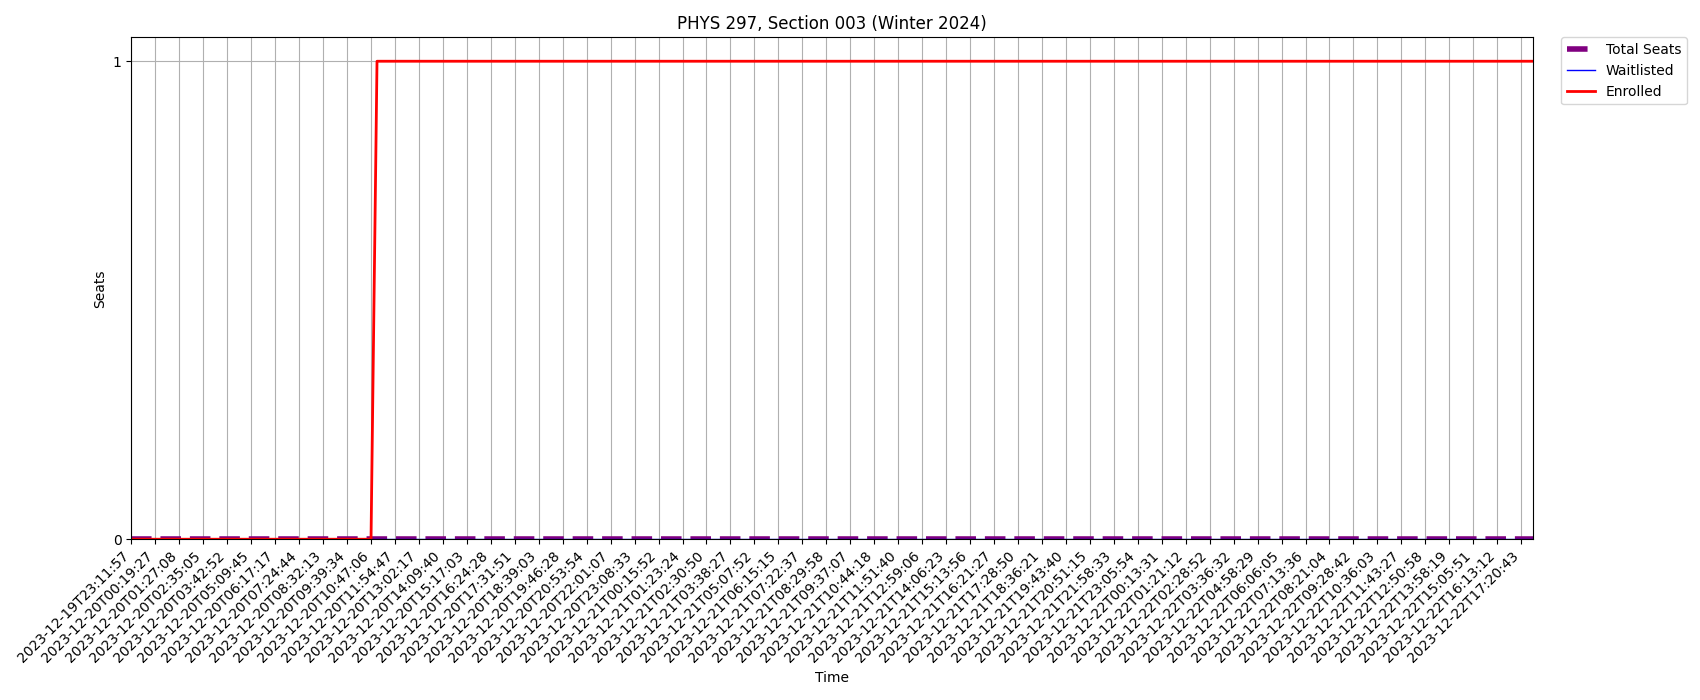 PHYS 297, Section 003 (Winter 2024)
Total Seats
Waitlisted
Enrolled
1
0
Seats
2023-12-19T23:11:57
2023-12-20T00:19:27
2023-12-20T01:27:08
2023-12-20T02:35:05
2023-12-20T03:42:52
2023-12-20T05:09:45
2023-12-20T06:17:17
2023-12-20T07:24:44
2023-12-20T08:32:13
2023-12-20T09:39:34
2023-12-20T10:47:06
2023-12-20T11:54:47
2023-12-20T13:02:17
2023-12-20T14:09:40
2023-12-20T15:17:03
2023-12-20T16:24:28
2023-12-20T17:31:51
2023-12-20T18:39:03
2023-12-20T19:46:28
2023-12-20T20:53:54
2023-12-20T22:01:07
2023-12-20T23:08:33
2023-12-21T00:15:52
2023-12-21T01:23:24
2023-12-21T02:30:50
2023-12-21T03:38:27
2023-12-21T05:07:52
2023-12-21T06:15:15
2023-12-21T07:22:37
2023-12-21T08:29:58
2023-12-21T09:37:07
2023-12-21T10:44:18
2023-12-21T11:51:40
2023-12-21T12:59:06
2023-12-21T14:06:23
2023-12-21T15:13:56
2023-12-21T16:21:27
2023-12-21T17:28:50
2023-12-21T18:36:21
2023-12-21T19:43:40
2023-12-21T20:51:15
2023-12-21T21:58:33
2023-12-21T23:05:54
2023-12-22T00:13:31
2023-12-22T01:21:12
2023-12-22T02:28:52
2023-12-22T03:36:32
2023-12-22T04:58:29
2023-12-22T06:06:05
2023-12-22T07:13:36
2023-12-22T08:21:04
2023-12-22T09:28:42
2023-12-22T10:36:03
2023-12-22T11:43:27
2023-12-22T12:50:58
2023-12-22T13:58:19
2023-12-22T15:05:51
2023-12-22T16:13:12
2023-12-22T17:20:43
Time